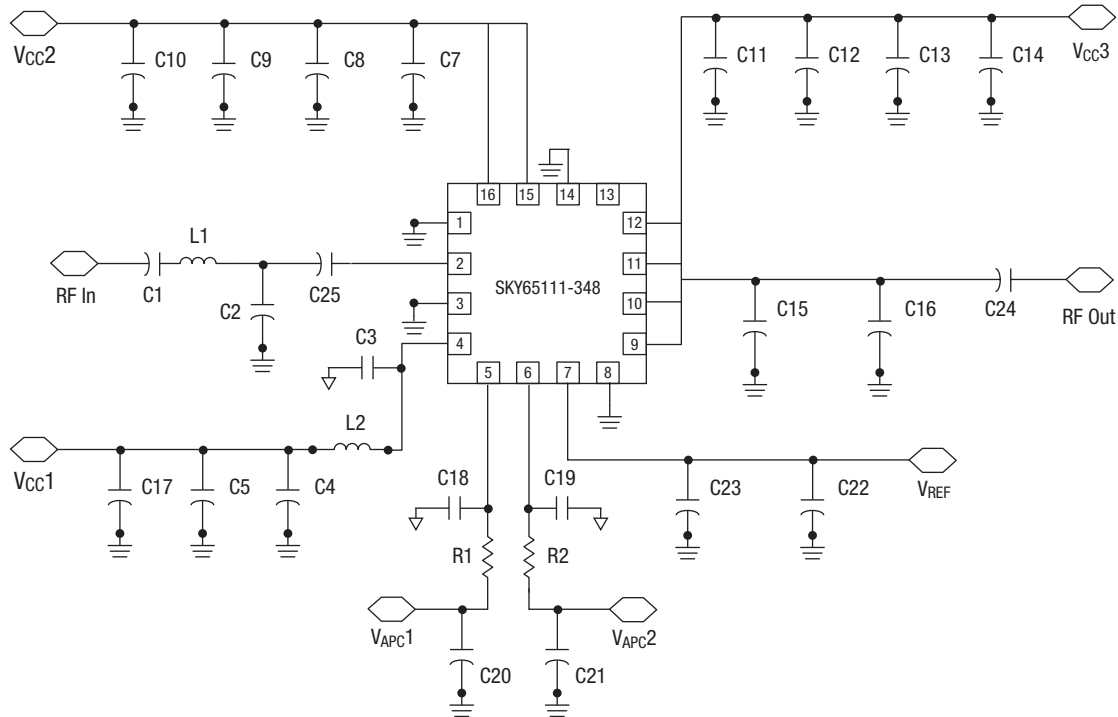 VCC2
C10
C9
C8
C7
C11
C12
C13
C14
VCC3
16
15
14
13
1
2
3
4
12
11
10
9
SKY65111-348
5
6
7
8
RF In
C1
L1
C2
C25
C3
C15
C16
C24
RF Out
L2
VCC1
C17
C5
C4
C18
C19
R1
R2
C23
C22
VREF
VAPC1
C20
C21
VAPC2